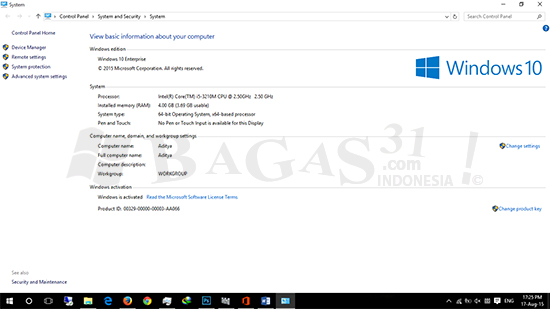 System
Control Panel > System and Security > System
Search Control Panel
Control Panel Home
Device Manager
Remote settings
System protection
Advanced system settings
View basic information about your computer
Windows edition
Windows 10 Enterprise
© 2015 Microsoft Corporation. All rights reserved.
Windows 10
System
Processor: Intel(R) Core(TM) i5-3210M CPU @ 2.50GHz 2.50 GHz
Installed memory (RAM): 4.00 GB (3.83 GB usable)
System type: 64-bit Operating System, x64-based processor
Pen and Touch: No Pen or Touch Input is available for this Display
Computer name, domain, and workgroup settings
Computer name: Aditya
Change settings
Full computer name: Aditya
Computer description:
Workgroup: WORKGROUP
BAGAS31.com
INDONESIA
Windows activation
Windows is activated Read the Microsoft Software License Terms
Product ID: 00329-00000-00003-AA066
Change product key
See also
Security and Maintenance
17:25 PM
17-Aug-15